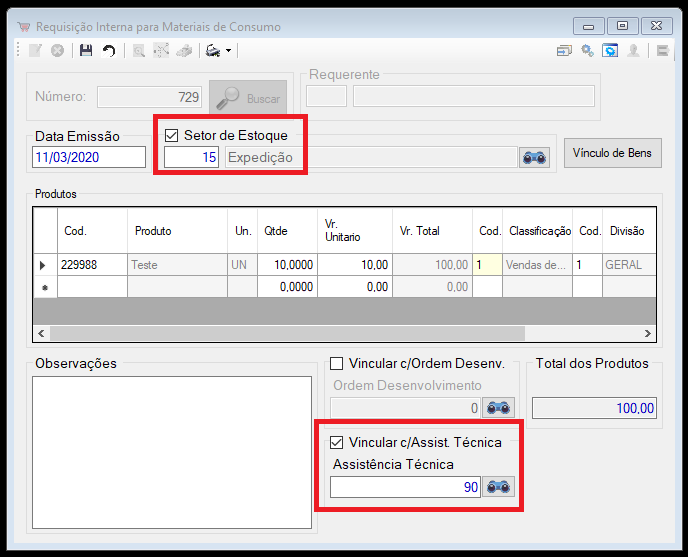 Requisição Interna para Materiais de Consumo
Número: 729 Buscar
Requerente
Data Emissão
11/03/2020
Setor de Estoque
15 Expedição
Vínculo de Bens
Produtos
Cod. Produto Un. Qtde Vr. Unitario Vr. Total Cod. Classificação Cod. Divisão
229988 Teste UN 10,0000 10,00 100,00 1 Vendas de... 1 GERAL
0,0000 0,00 0,00
Observações
Vincular c/Ordem Desenv.
Ordem Desenvolvimento
0
Total dos Produtos
100,00
Vincular c/Assist. Técnica
Assistência Técnica
90